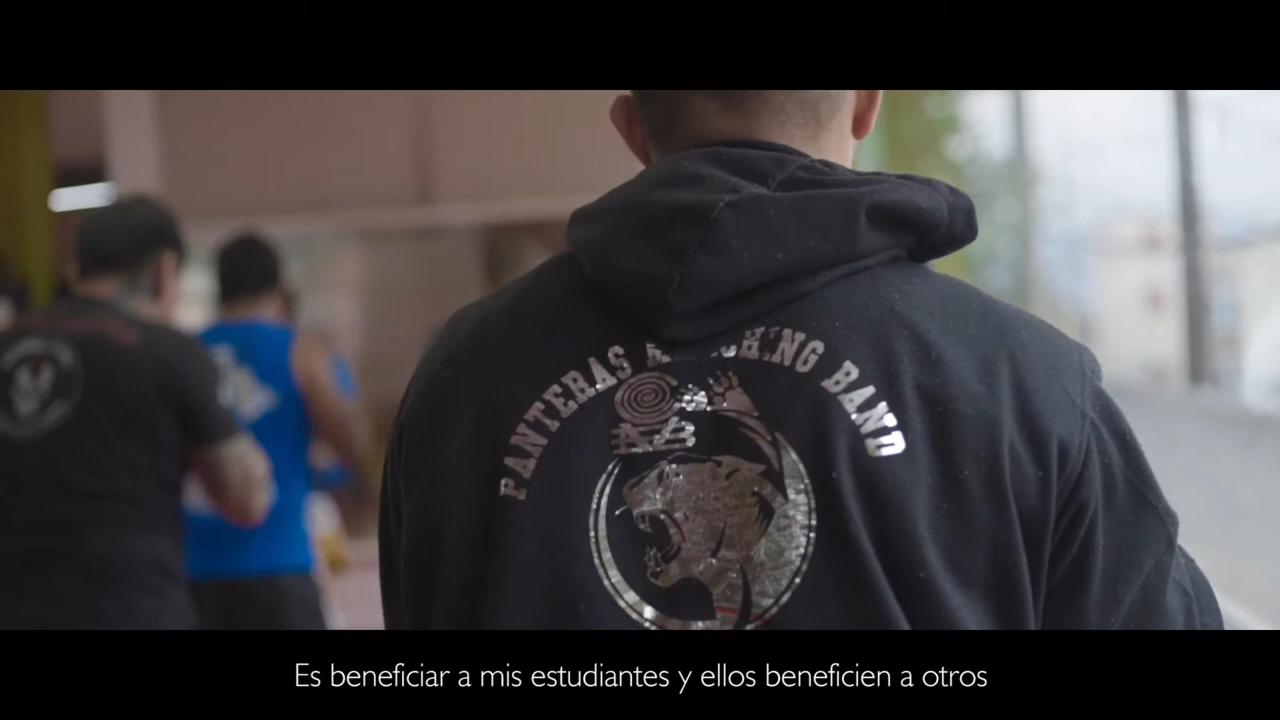 PANTERAS BAND
Es beneficiar a mis estudiantes y ellos beneficien a otros